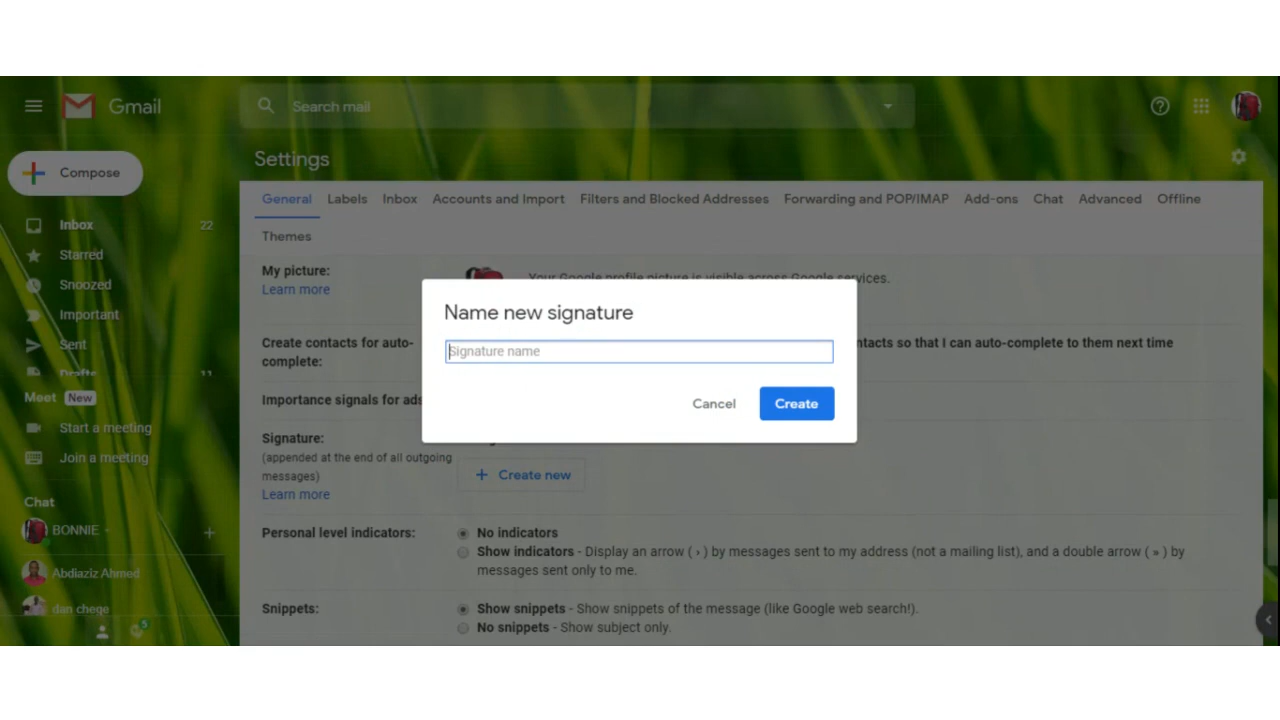 Gmail
Search mail
Compose
Settings
General Labels Inbox Accounts and Import Filters and Blocked Addresses Forwarding and POP/IMAP Add-ons Chat Advanced Offline
Themes
Inbox 22
Starred
Snoozed
Important
Sent
Drafts 11
Meet New
Start a meeting
Join a meeting
Chat
BONNIE
Abdiaziz Ahmed
dan chege
5
My picture:
Learn more
Your Google profile picture is visible across Google services.
Create contacts for auto-
complete:
ntacts so that I can auto-complete to them next time
Importance signals for ads
Name new signature
Signature name
Cancel Create
Signature:
(appended at the end of all outgoing
messages)
Learn more
+ Create new
Personal level indicators:
No indicators
Show indicators - Display an arrow ( › ) by messages sent to my address (not a mailing list), and a double arrow ( » ) by
messages sent only to me.
Snippets:
Show snippets - Show snippets of the message (like Google web search!).
No snippets - Show subject only.